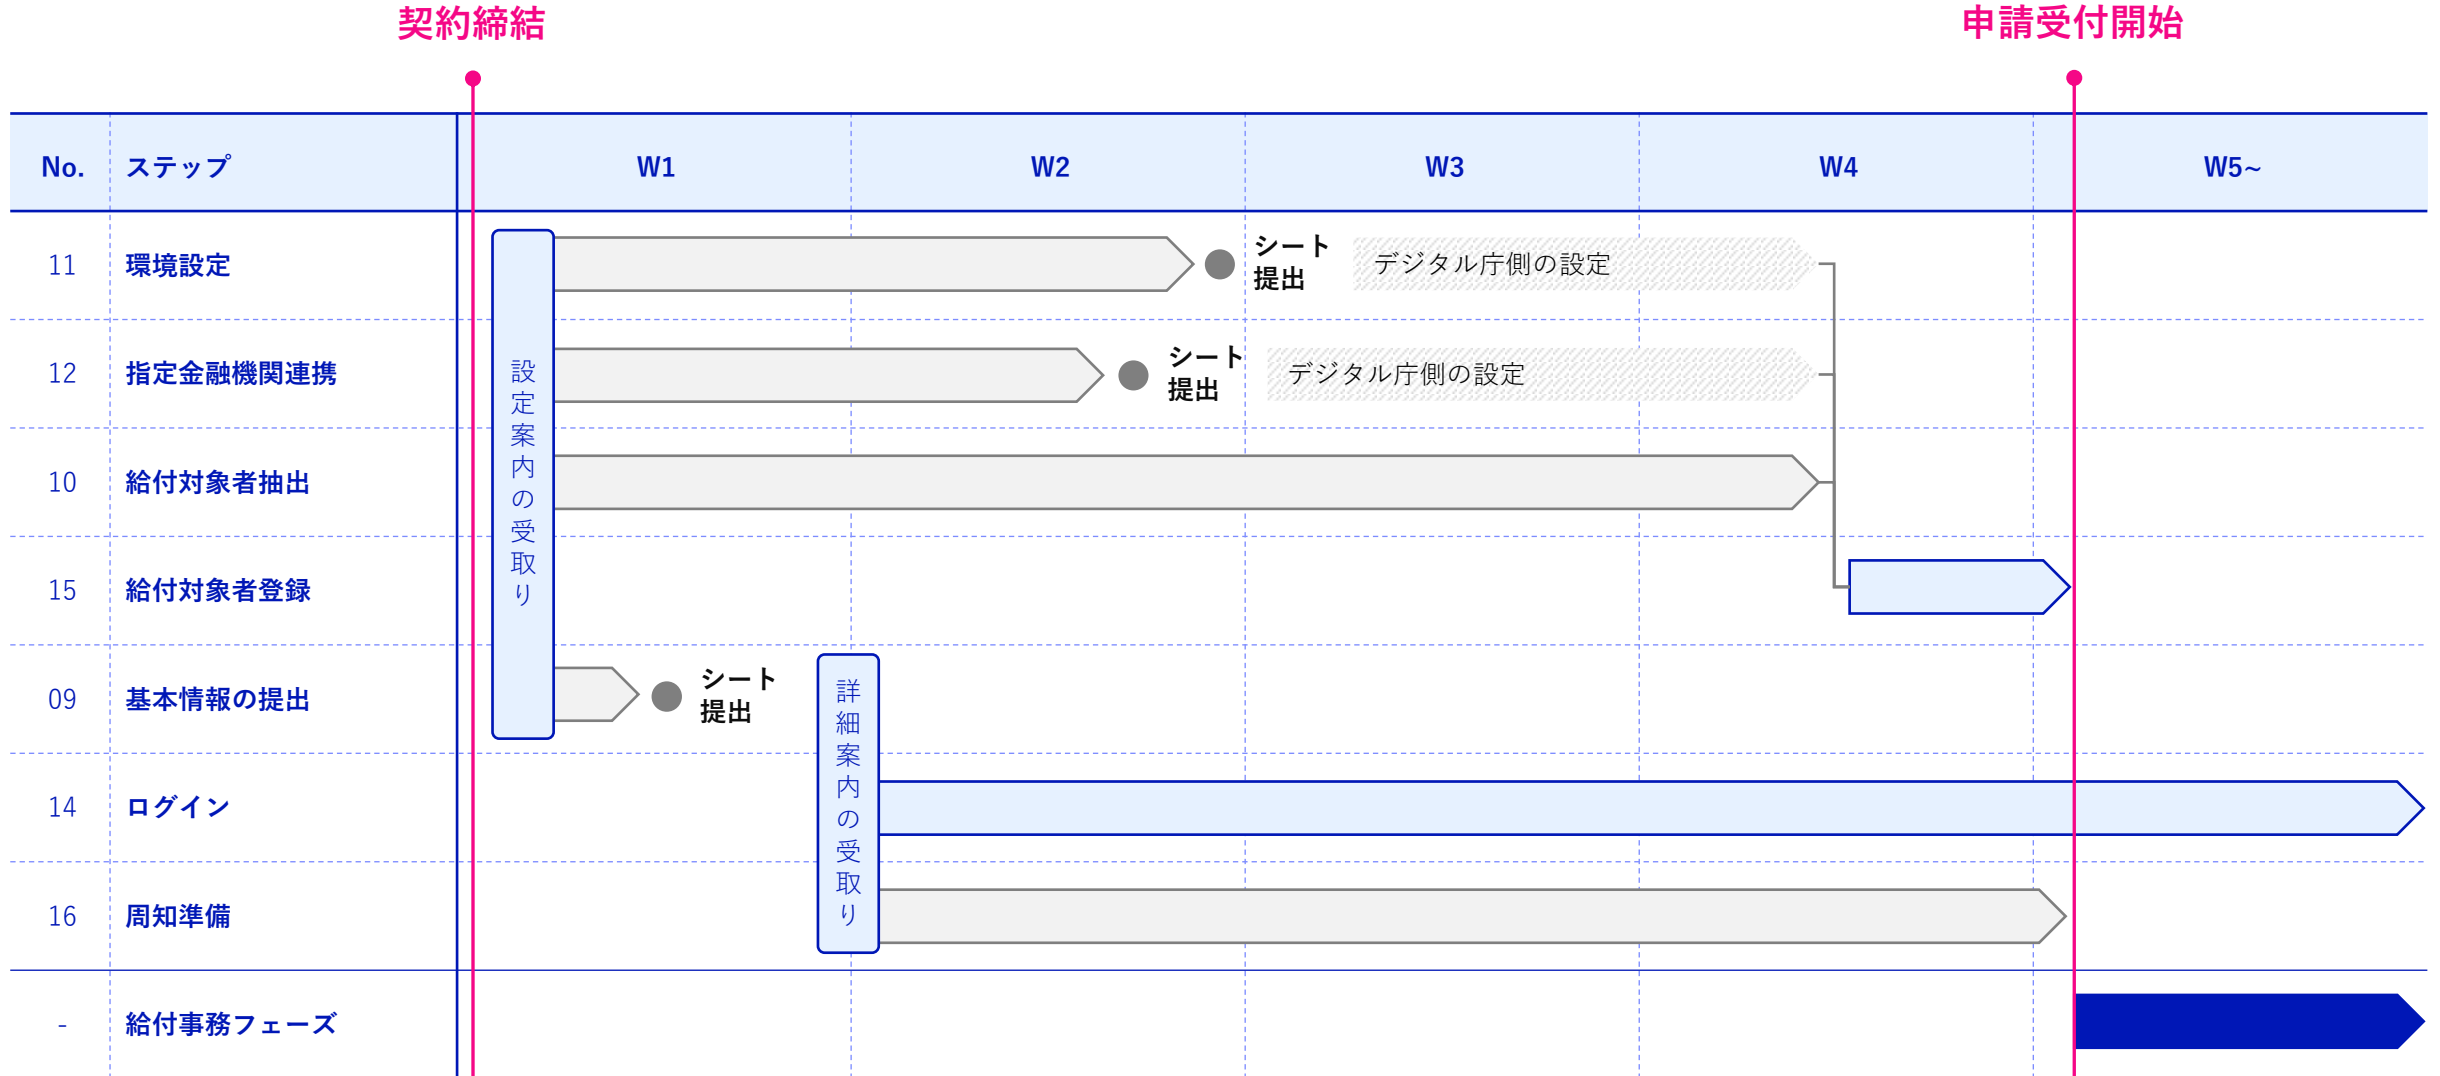 契約締結
申請受付開始
No.
ステップ
W1
W2
W3
W4
W5~
11
環境設定
シート
提出
デジタル庁側の設定
12
指定金融機関連携
シート
提出
デジタル庁側の設定
設定案内の受取り
10
給付対象者抽出
15
給付対象者登録
09
基本情報の提出
シート
提出
詳細案内の受取り
14
ログイン
16
周知準備
-
給付事務フェーズ